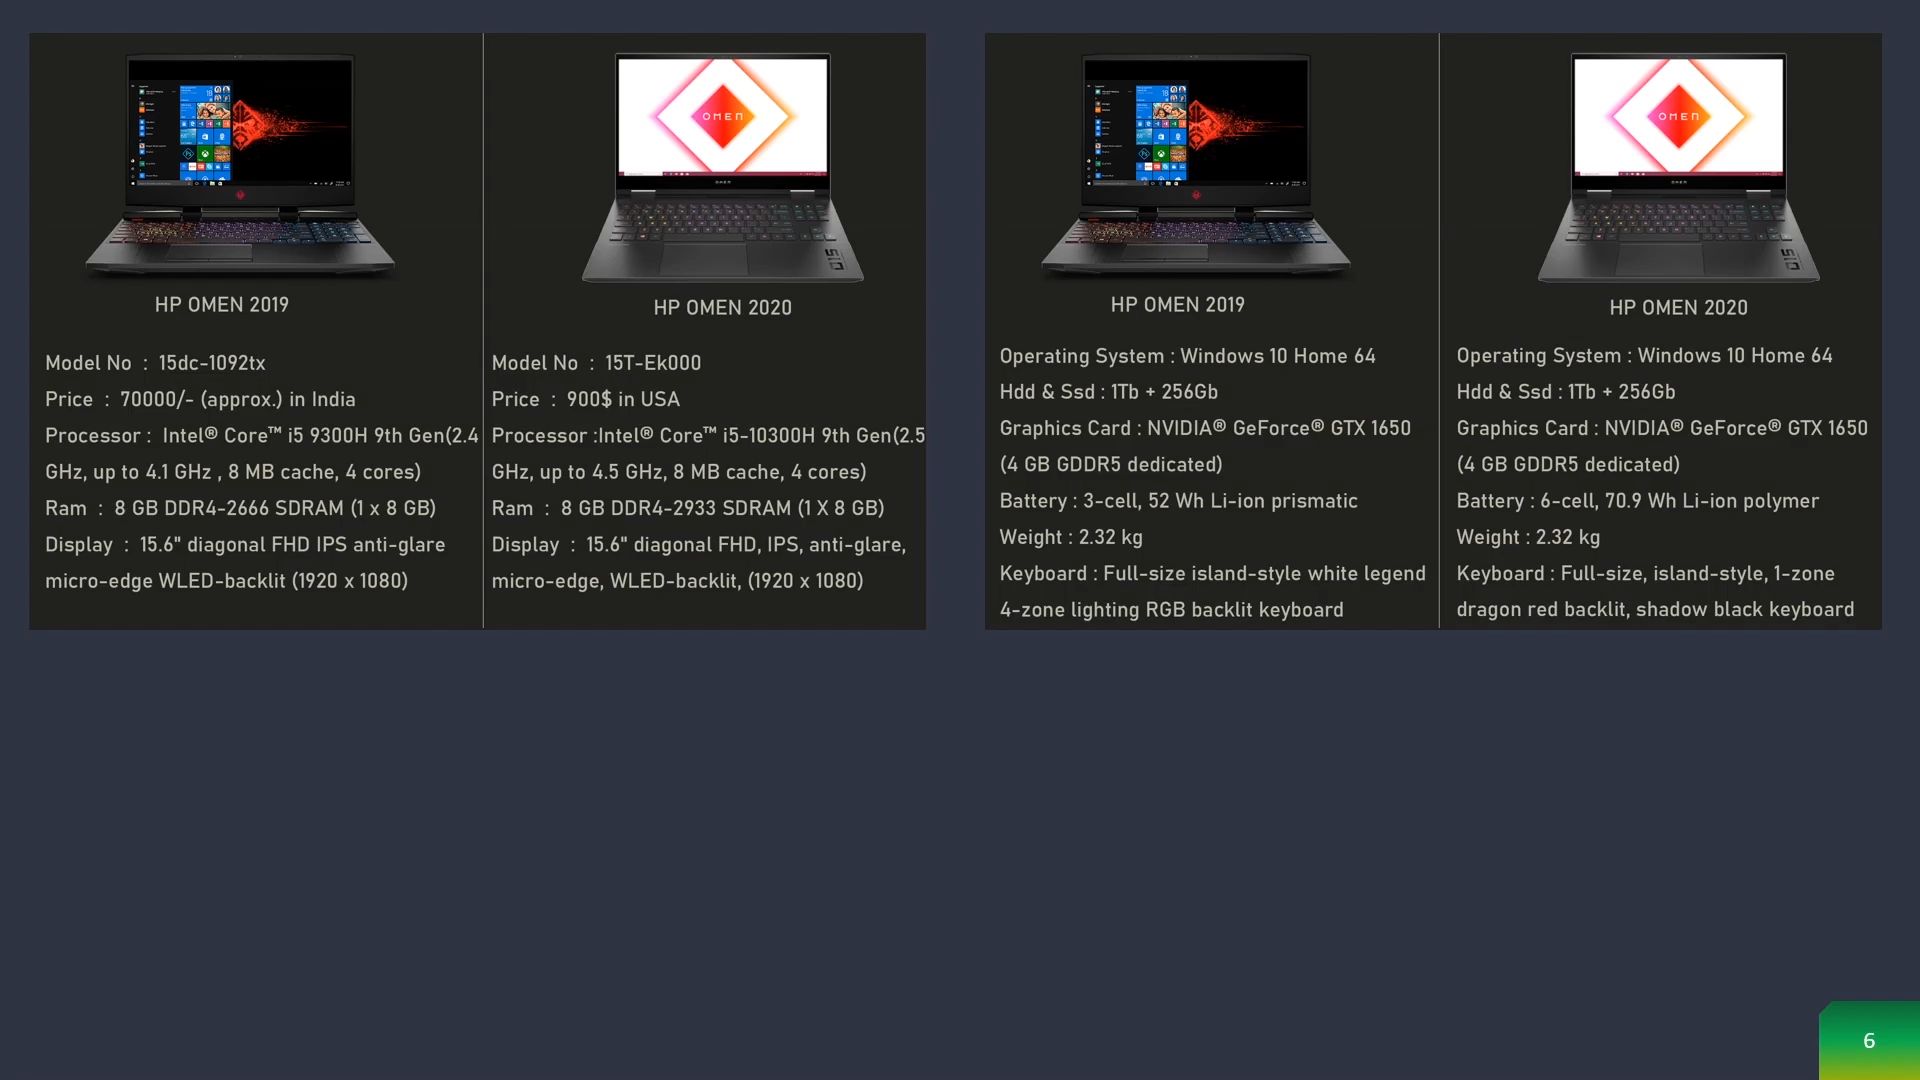 OMEN
OMEN
HP OMEN 2019
HP OMEN 2020
Model No : 15dc-1092tx
Price : 70000/- (approx.) in India
Processor : Intel® Core™ i5 9300H 9th Gen(2.4
GHz, up to 4.1 GHz , 8 MB cache, 4 cores)
Ram : 8 GB DDR4-2666 SDRAM (1 x 8 GB)
Display : 15.6" diagonal FHD IPS anti-glare
micro-edge WLED-backlit (1920 x 1080)
Model No : 15T-Ek000
Price : 900$ in USA
Processor :Intel® Core™ i5-10300H 9th Gen(2.5
GHz, up to 4.5 GHz, 8 MB cache, 4 cores)
Ram : 8 GB DDR4-2933 SDRAM (1 X 8 GB)
Display : 15.6" diagonal FHD, IPS, anti-glare,
micro-edge, WLED-backlit, (1920 x 1080)
OMEN
OMEN
HP OMEN 2019
HP OMEN 2020
Operating System : Windows 10 Home 64
Hdd & Ssd : 1Tb + 256Gb
Graphics Card : NVIDIA® GeForce® GTX 1650
(4 GB GDDR5 dedicated)
Battery : 3-cell, 52 Wh Li-ion prismatic
Weight : 2.32 kg
Keyboard : Full-size island-style white legend
4-zone lighting RGB backlit keyboard
Operating System : Windows 10 Home 64
Hdd & Ssd : 1Tb + 256Gb
Graphics Card : NVIDIA® GeForce® GTX 1650
(4 GB GDDR5 dedicated)
Battery : 6-cell, 70.9 Wh Li-ion polymer
Weight : 2.32 kg
Keyboard : Full-size, island-style, 1-zone
dragon red backlit, shadow black keyboard
6